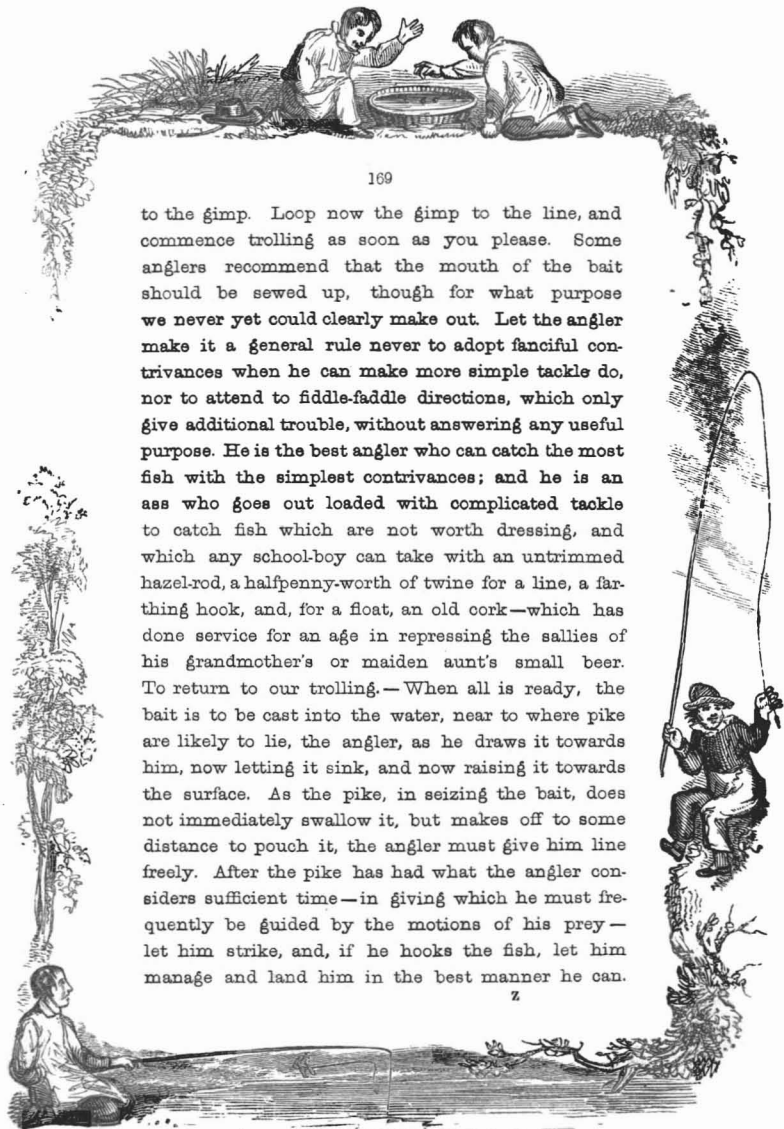 169
to the gimp. Loop now the gimp to the line, and
commence trolling as soon as you please. Some
anglers recommend that the mouth of the bait
should be sewed up, though for what purpose
we never yet could clearly make out. Let the angler
make it a general rule never to adopt fanciful con-
trivances when he can make more simple tackle do,
nor to attend to fiddle-faddle directions, which only
give additional trouble, without answering any useful
purpose. He is the best angler who can catch the most
fish with the simplest contrivances; and he is an
ass who goes out loaded with complicated tackle
to catch fish which are not worth dressing, and
which any school-boy can take with an untrimmed
hazel-rod, a halfpenny-worth of twine for a line, a far-
thing hook, and, for a float, an old cork—which has
done service for an age in repressing the sallies of
his grandmother's or maiden aunt's small beer.
To return to our trolling.—When all is ready, the
bait is to be cast into the water, near to where pike
are likely to lie, the angler, as he draws it towards
him, now letting it sink, and now raising it towards
the surface. As the pike, in seizing the bait, does
not immediately swallow it, but makes off to some
distance to pouch it, the angler must give him line
freely. After the pike has had what the angler con-
siders sufficient time—in giving which he must fre-
quently be guided by the motions of his prey—
let him strike, and, if he hooks the fish, let him
manage and land him in the best manner he can.
Z